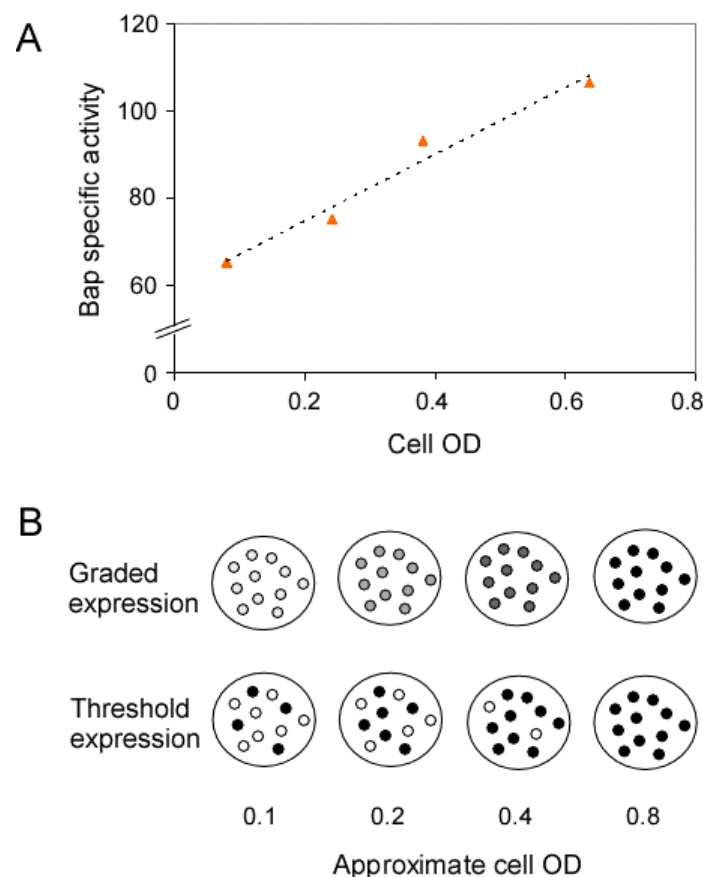 A
Bap specific activity
120
100
80
60
0
0 0.2 0.4 0.6 0.8
Cell OD
B
Graded
expression
Threshold
expression
0.1 0.2 0.4 0.8
Approximate cell OD